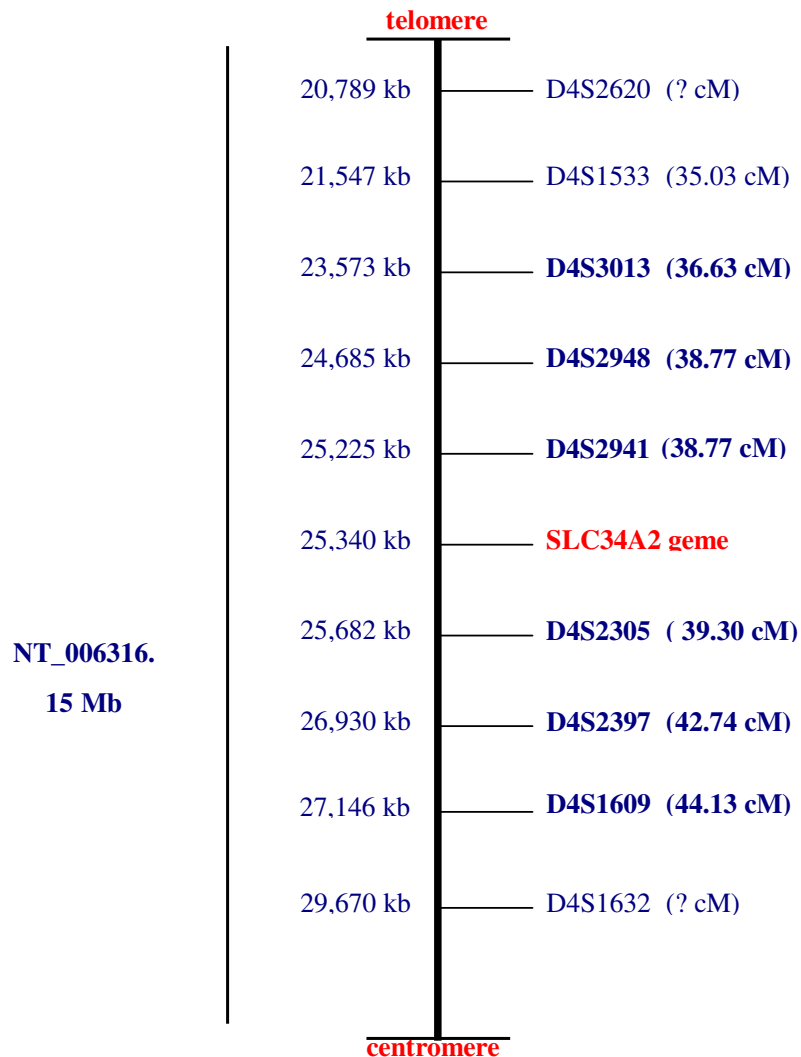 telomere
20,789 kb D4S2620 (? cM)
21,547 kb D4S1533 (35.03 cM)
23,573 kb D4S3013 (36.63 cM)
24,685 kb D4S2948 (38.77 cM)
25,225 kb D4S2941 (38.77 cM)
25,340 kb SLC34A2 geme
25,682 kb D4S2305 ( 39.30 cM)
NT_006316.
15 Mb
26,930 kb D4S2397 (42.74 cM)
27,146 kb D4S1609 (44.13 cM)
29,670 kb D4S1632 (? cM)
centromere